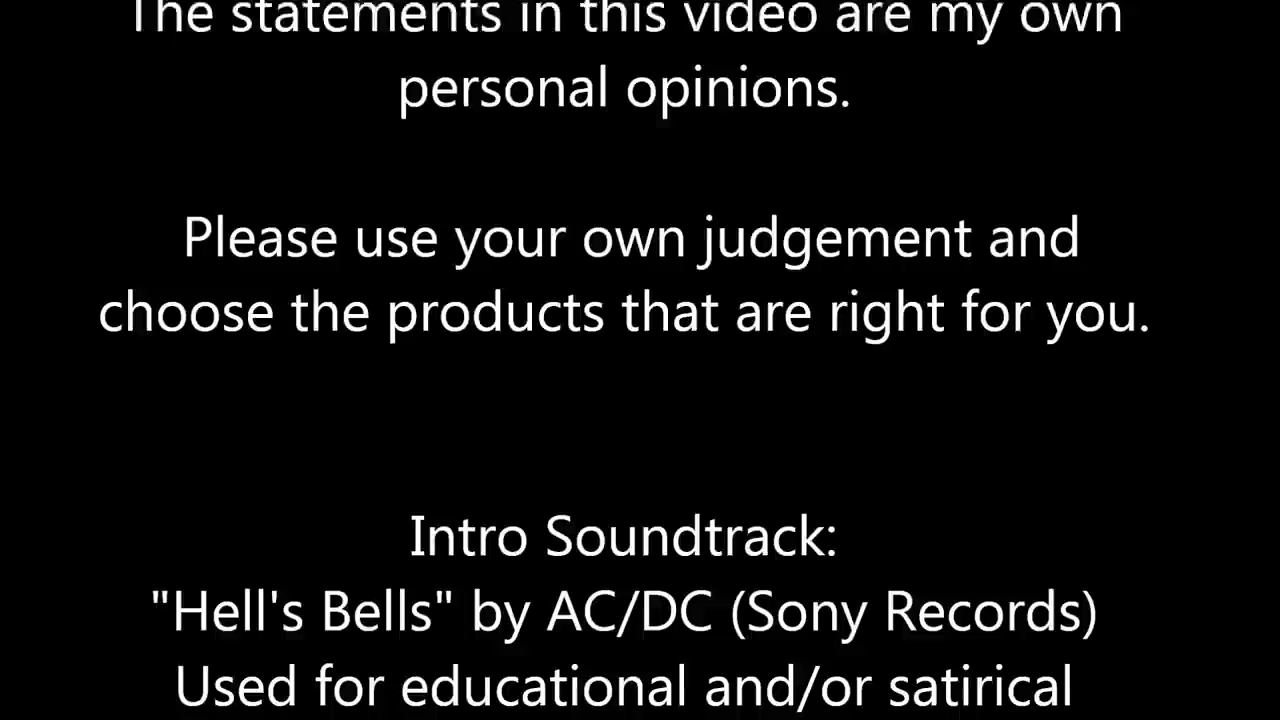 The statements in this video are my own
personal opinions.
Please use your own judgement and
choose the products that are right for you.
Intro Soundtrack:
"Hell's Bells" by AC/DC (Sony Records)
Used for educational and/or satirical